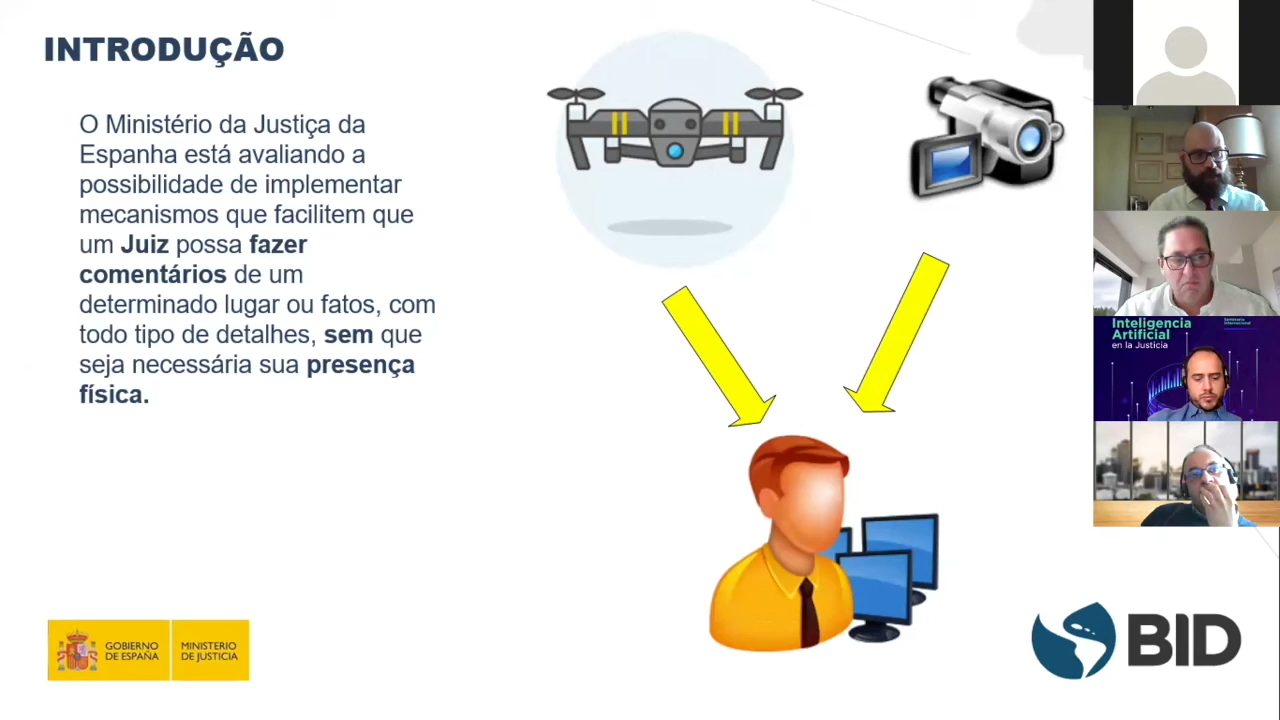 INTRODUÇÃO
O Ministério da Justiça da
Espanha está avaliando a
possibilidade de implementar
mecanismos que facilitem que
um Juiz possa fazer
comentários de um
determinado lugar ou fatos, com
todo tipo de detalhes, sem que
seja necessária sua presença
física.
Inteligencia
Artificial
en la Justicia
Seminario
Internacional
GOBIERNO
DE ESPAÑA
MINISTERIO
DE JUSTICIA
BID